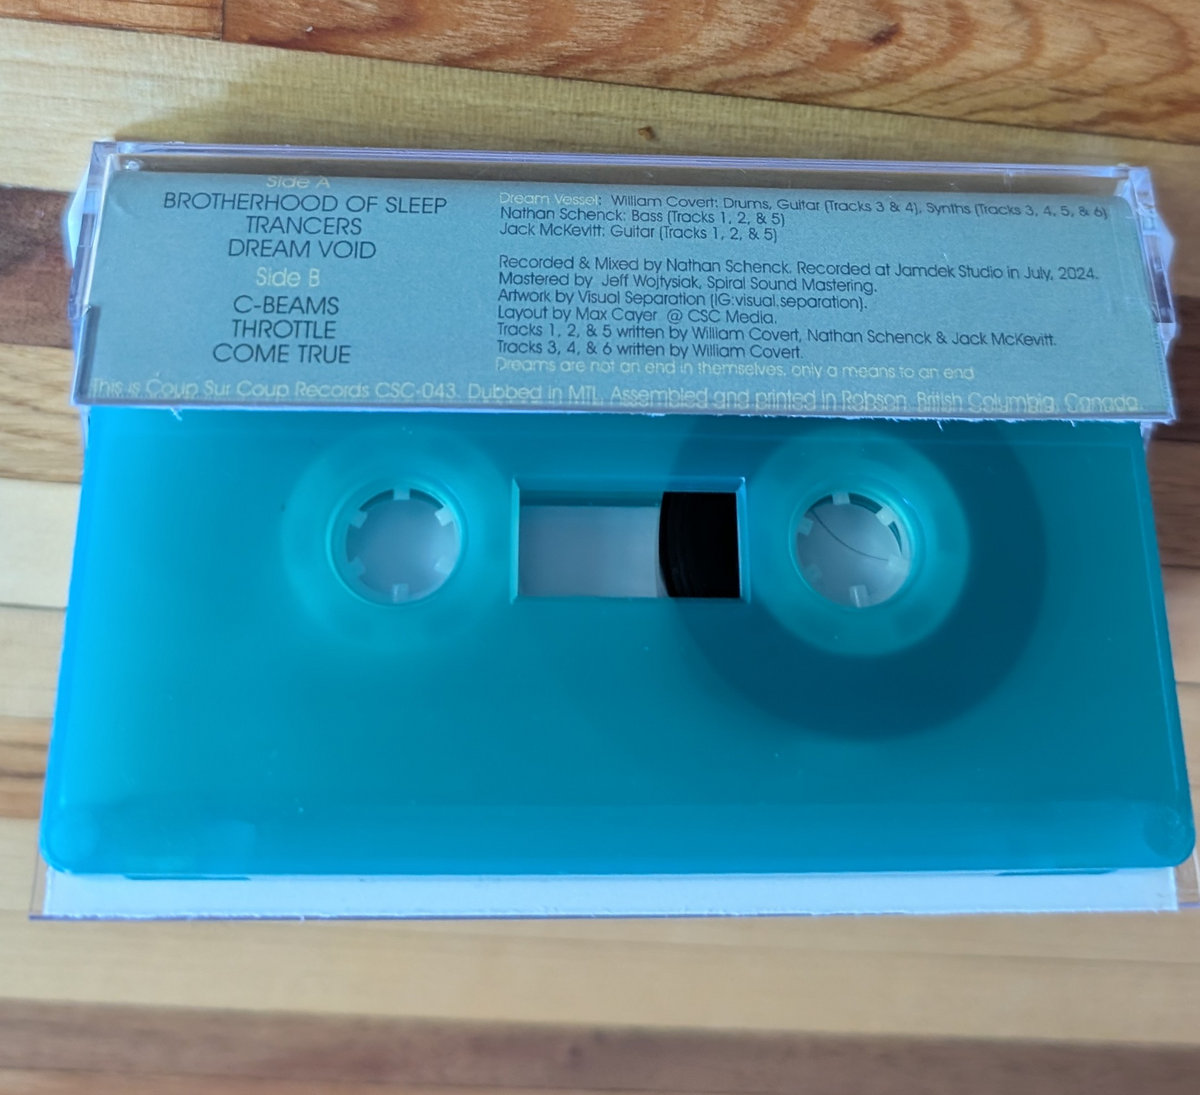 Side A
BROTHERHOOD OF SLEEP
TRANCERS
DREAM VOID
Side B
C-BEAMS
THROTTLE
COME TRUE
Dream Vessel: William Covert: Drums, Guitar (Tracks 3 & 4), Synths (Tracks 3, 4, 5, & 6)
Nathan Schenck: Bass (Tracks 1, 2, & 5)
Jack McKevitt: Guitar (Tracks 1, 2, & 5)
Recorded & Mixed by Nathan Schenck. Recorded at Jamdek Studio in July, 2024.
Mastered by Jeff Wojtysiak, Spiral Sound Mastering.
Artwork by Visual Separation (IG:visual.separation).
Layout by Max Cayer @ CSC Media.
Tracks 1, 2, & 5 written by William Covert, Nathan Schenck & Jack McKevitt.
Tracks 3, 4, & 6 written by William Covert.
Dreams are not an end in themselves, only a means to an end
This is Coup Sur Coup Records CSC-043. Dubbed in MTL, Assembled and printed in Robson, British Columbia, Canada